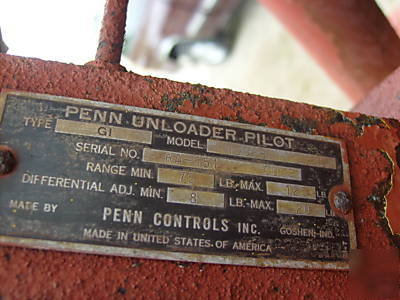 PENN UNLOADER PILOT
TYPE G1 MODEL
SERIAL NO.
RANGE MIN. LB.-MAX. LB
DIFFERENTIAL ADJ. MIN. 8 LB.-MAX.
MADE BY PENN CONTROLS INC. GOSHEN, IND.
MADE IN UNITED STATES OF AMERICA